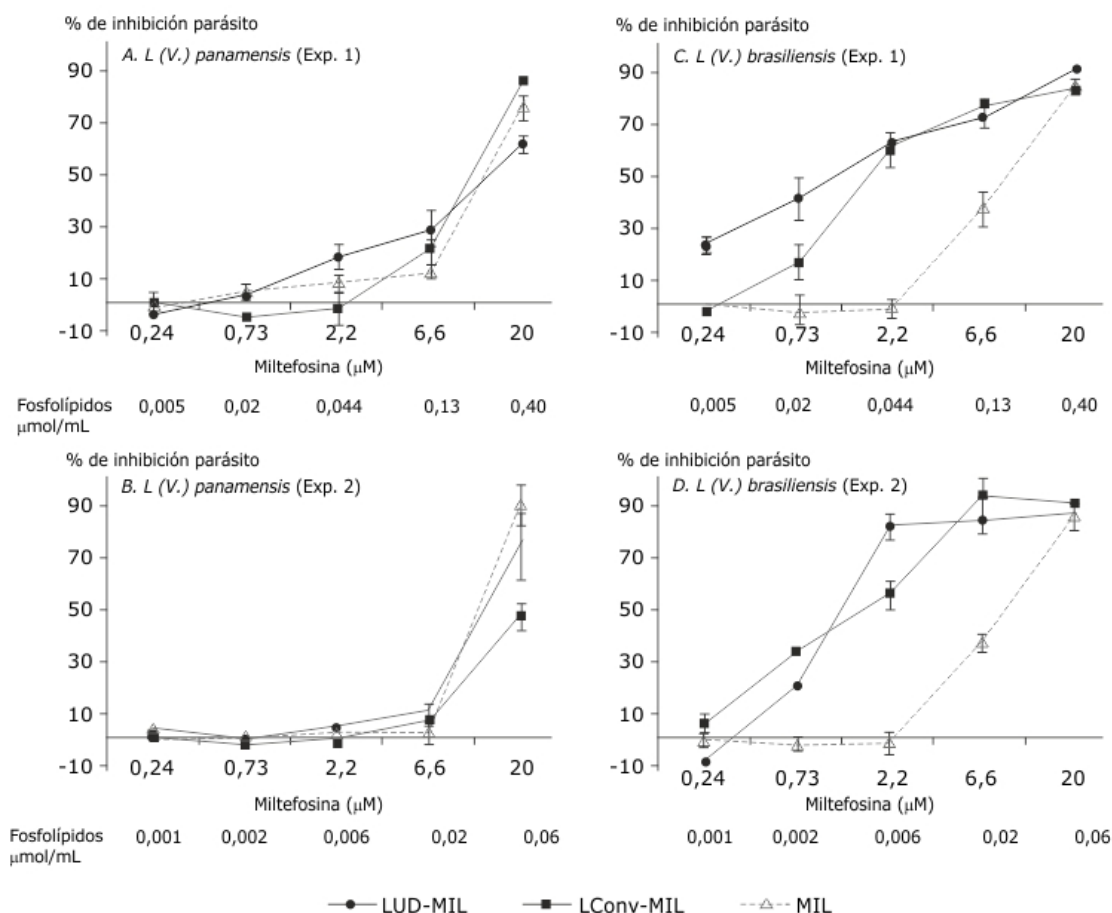 % de inhibición parásito
A. L (V.) panamensis (Exp. 1)
90
70
50
30
10
-10
0,24 0,73 2,2 6,6 20
Miltefosina (μM)
Fosfolípidos μmol/mL
0,005 0,02 0,044 0,13 0,40
% de inhibición parásito
C. L (V.) brasiliensis (Exp. 1)
90
70
50
30
10
-10
0,24 0,73 2,2 6,6 20
Miltefosina (μM)
0,005 0,02 0,044 0,13 0,40
% de inhibición parásito
B. L (V.) panamensis (Exp. 2)
90
70
50
30
10
-10
0,24 0,73 2,2 6,6 20
Miltefosina (μM)
Fosfolípidos μmol/mL
0,001 0,002 0,006 0,02 0,06
% de inhibición parásito
D. L (V.) brasiliensis (Exp. 2)
90
70
50
30
10
-10
0,24 0,73 2,2 6,6 20
Miltefosina (μM)
0,001 0,002 0,006 0,02 0,06
LUD-MIL LConv-MIL MIL